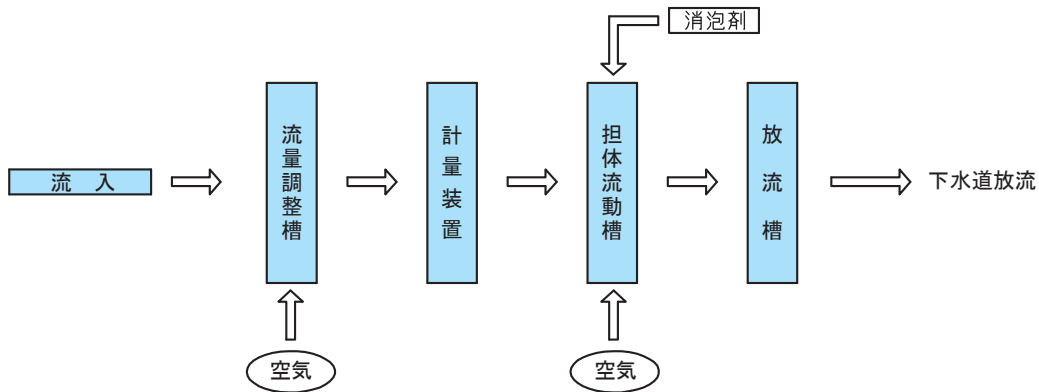 消泡剤
流入
流量調整槽
計量装置
担体流動槽
放流槽
下水道放流
空気
空気